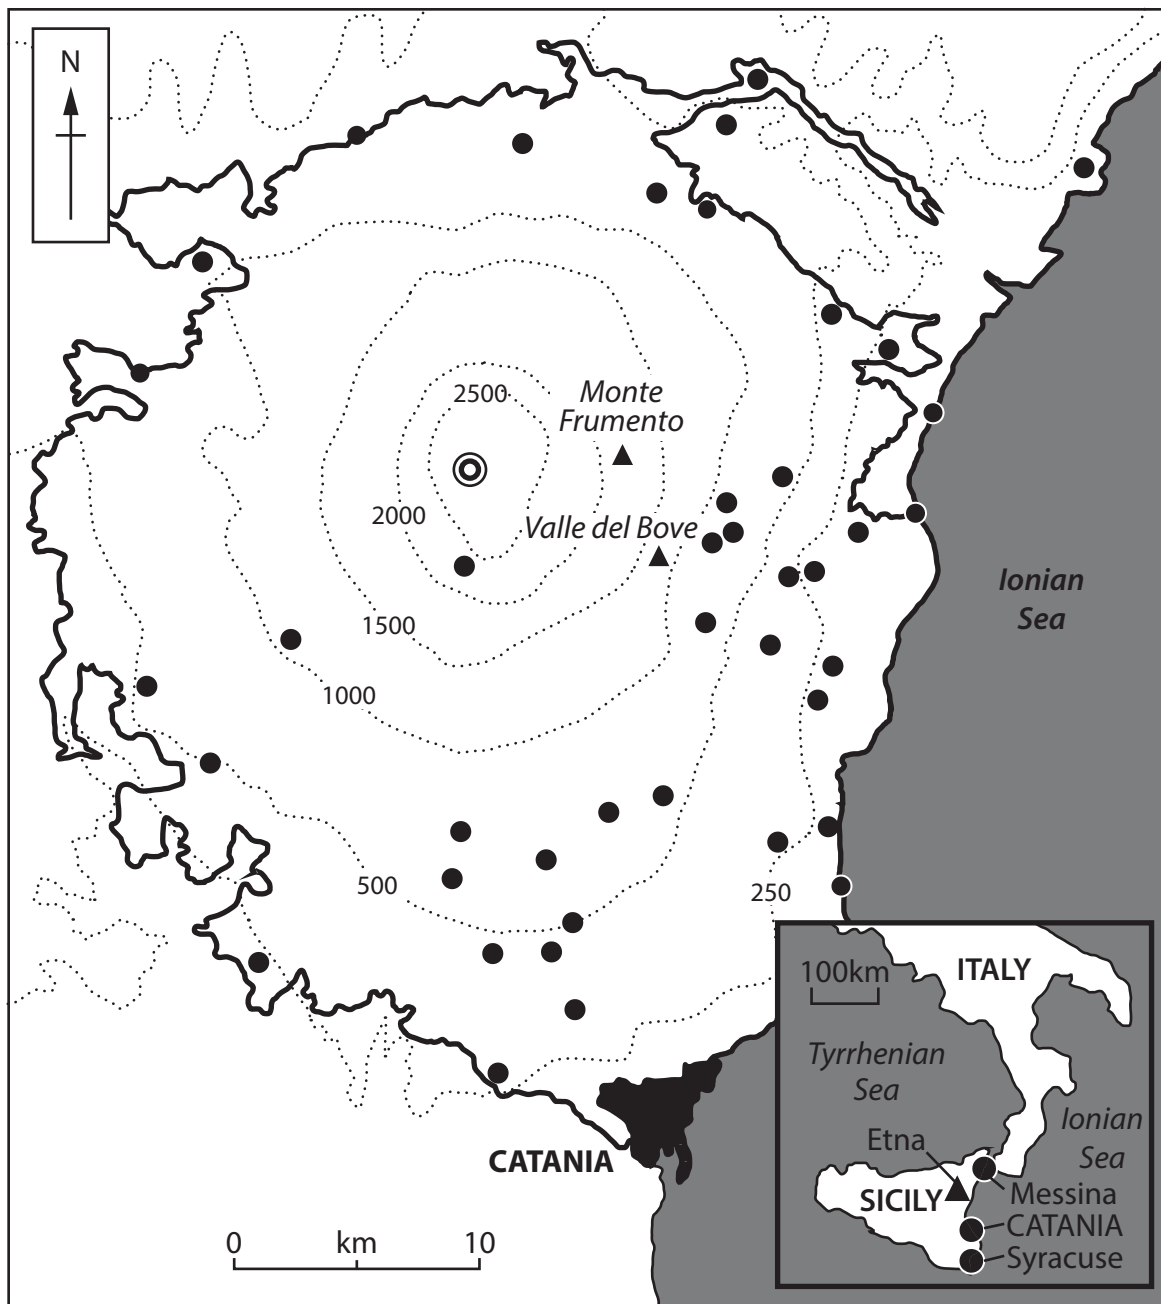 N
2500
Monte
Frumento
2000
Valle del Bove
1500
Ionian
Sea
1000
500
250
CATANIA
0 km 10
100km
ITALY
Tyrrhenian
Sea
Ionian
Sea
Etna
SICILY
Messina
CATANIA
Syracuse